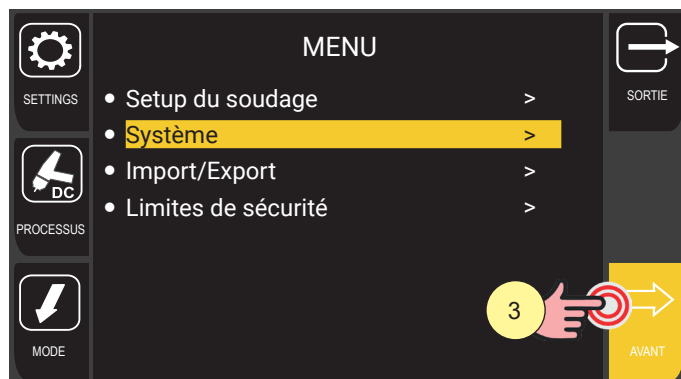 MENU
SETTINGS
• Setup du soudage >
SORTIE
• Système >
DC
• Import/Export >
PROCESSUS
• Limites de sécurité >
3
MODE
AVANT